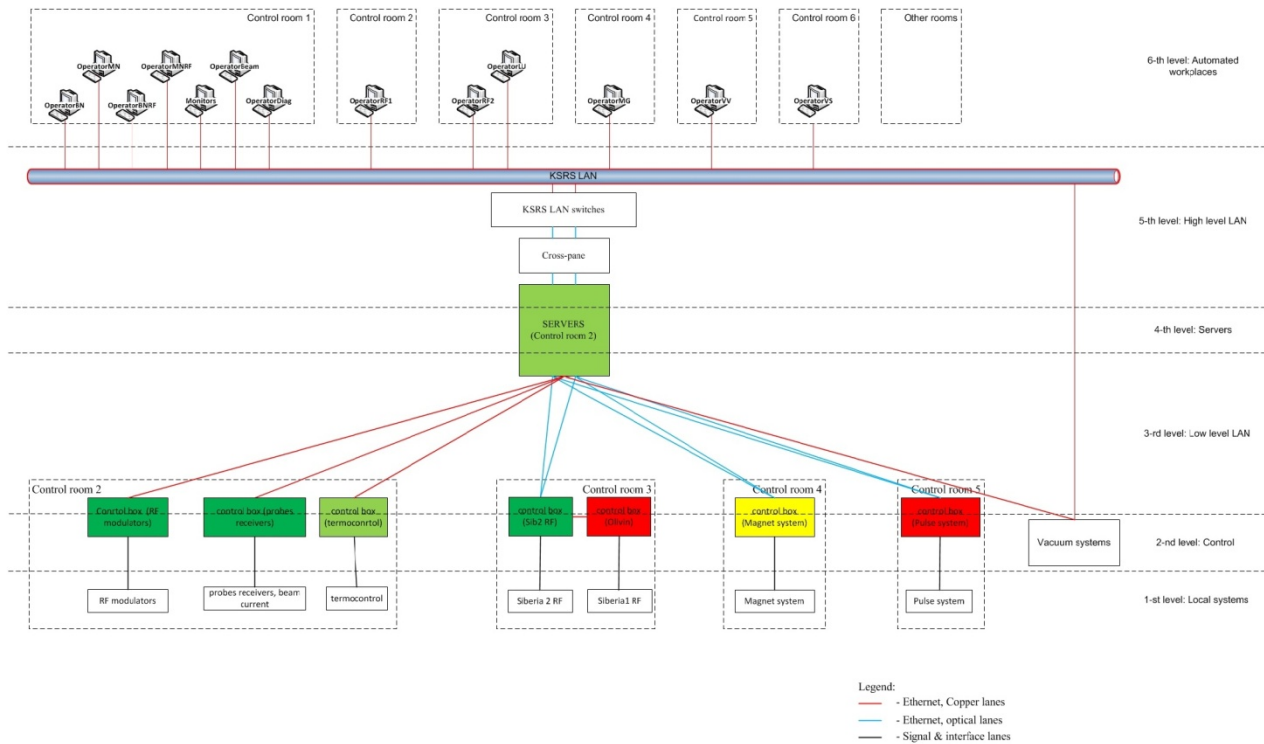 Control room 1
Control room 2
Control room 3
Control room 4
Control room 5
Control room 6
Other rooms
6-th level: Automated
workplaces
OperatorMN
OperatorMNRF
OperatorBeam
OperatorLU
OperatorBN
OperatorBNRF
Monitors
OperatorDiag
OperatorRF1
OperatorRF2
OperatorMG
OperatorVV
OperatorVS
KSRS LAN
KSRS LAN switches
5-th level: High level LAN
Cross-pane
SERVERS
(Control room 2)
4-th level: Servers
3-rd level: Low level LAN
Control room 2
Control room 3
Control room 4
Control room 5
Conrtol box (RF
modulators)
control box (probes
receivers)
control box
(termoconrtol)
control box
(Sib2 RF)
control box
(Olivin)
control box
(Magnet system)
control box
(Pulse system)
Vacuum systems
2-nd level: Control
RF modulators
probes receivers, beam
current
termocontrol
Siberia 2 RF
Siberia1 RF
Magnet system
Pulse system
1-st level: Local systems
Legend:
- Ethernet, Copper lanes
- Ethernet, optical lanes
- Signal & interface lanes